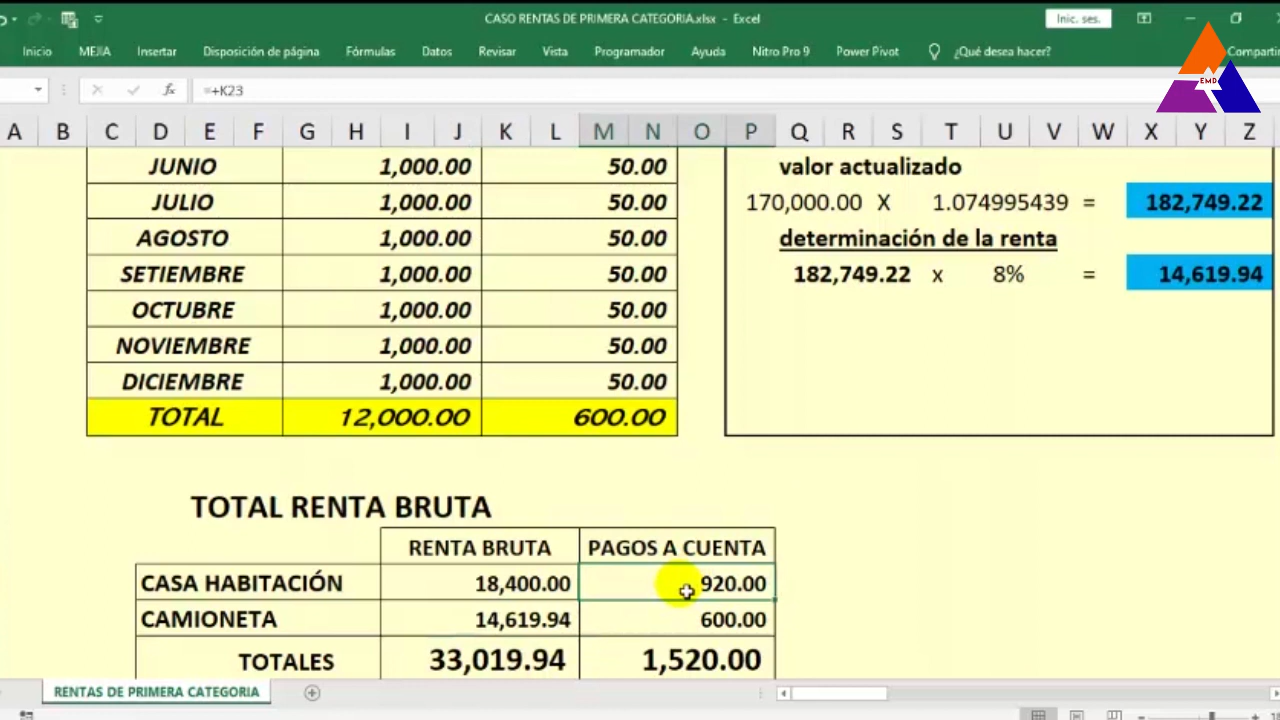 CASO RENTAS DE PRIMERA CATEGORIA.xlsx - Excel
Inic. ses.
Inicio MEJIA Insertar Disposición de página Fórmulas Datos Revisar Vista Programador Ayuda Nitro Pro 9 Power Pivot ¿Qué desea hacer? Compartir
EMD
fx =+K23
A B C D E F G H I J K L M N O P Q R S T U V W X Y Z
JUNIO 1,000.00 50.00 valor actualizado
JULIO 1,000.00 50.00 170,000.00 X 1.074995439 = 182,749.22
AGOSTO 1,000.00 50.00 determinación de la renta
SETIEMBRE 1,000.00 50.00 182,749.22 x 8% = 14,619.94
OCTUBRE 1,000.00 50.00
NOVIEMBRE 1,000.00 50.00
DICIEMBRE 1,000.00 50.00
TOTAL 12,000.00 600.00
TOTAL RENTA BRUTA
RENTA BRUTA PAGOS A CUENTA
CASA HABITACIÓN 18,400.00 920.00
CAMIONETA 14,619.94 600.00
TOTALES 33,019.94 1,520.00
RENTAS DE PRIMERA CATEGORIA